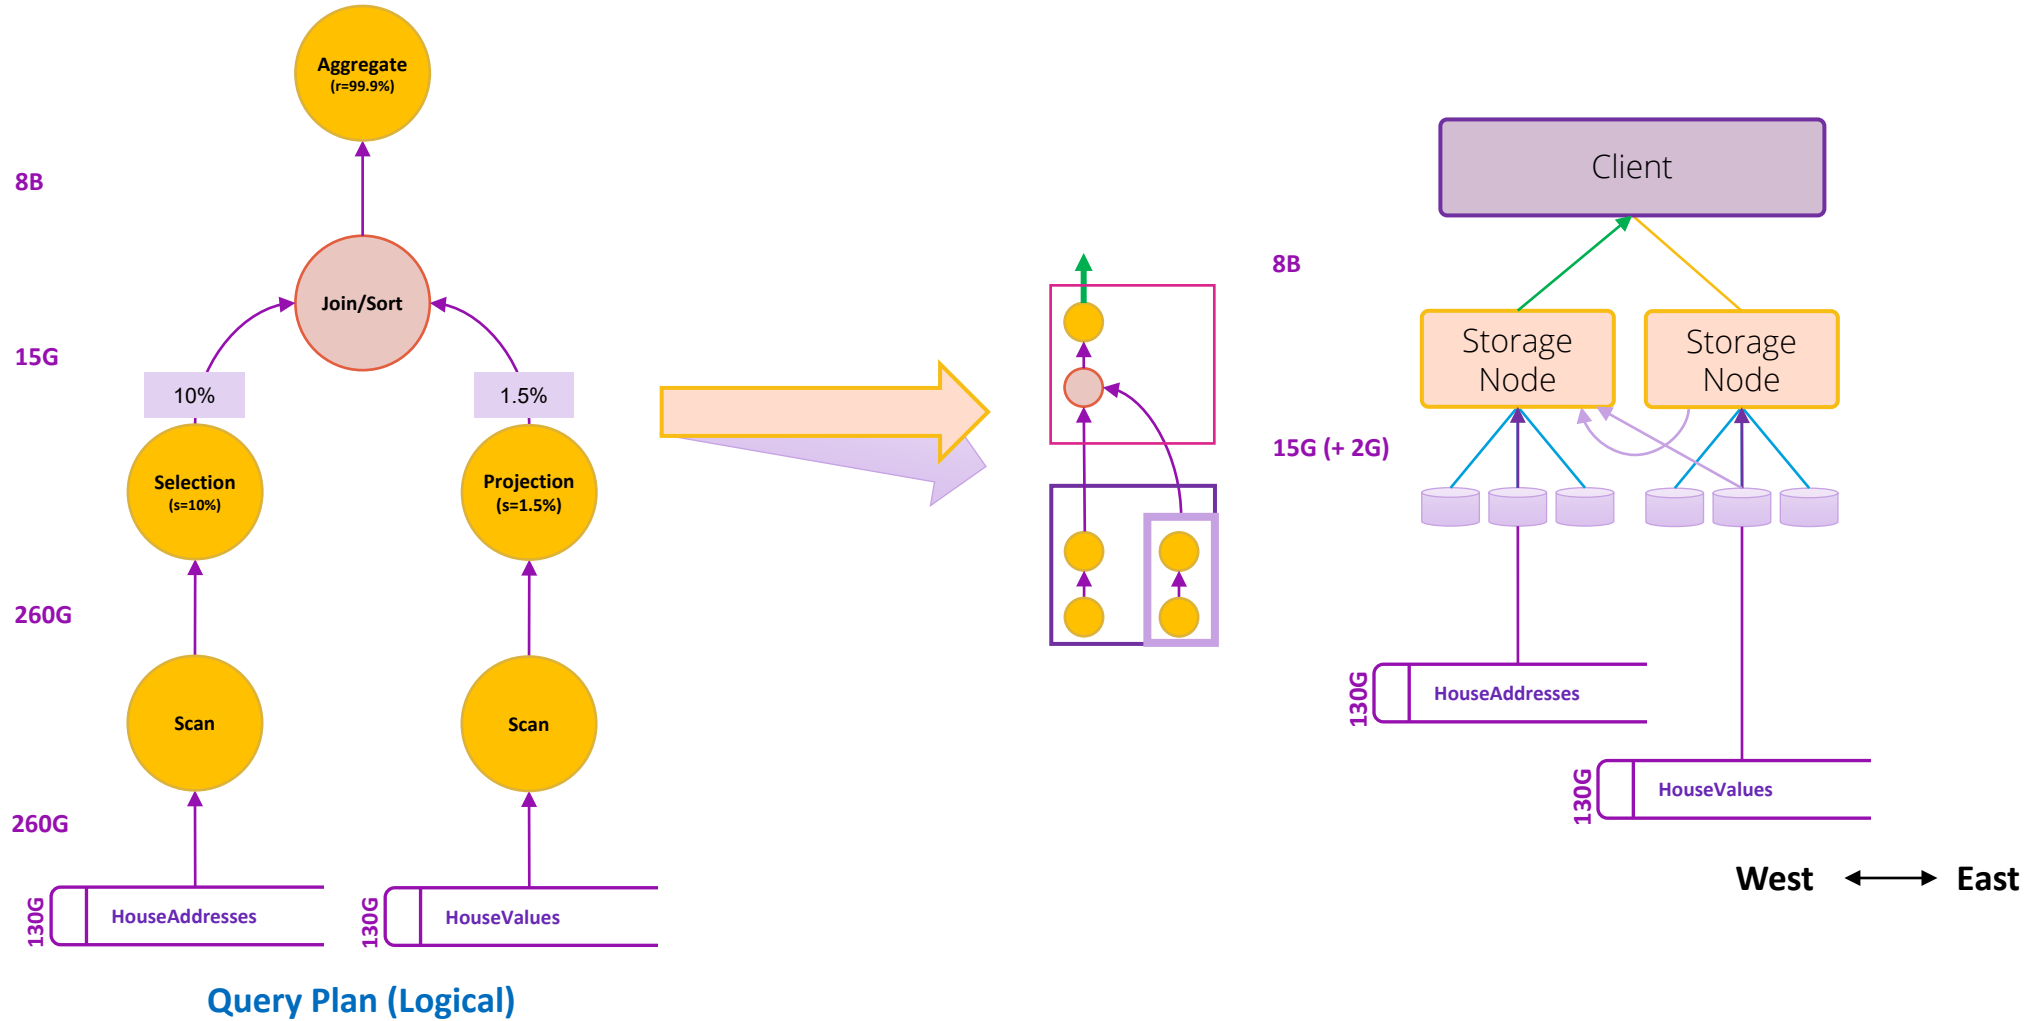 Aggregate
(r=99.9%)
8B
Join/Sort
15G
10%
1.5%
Selection
(s=10%)
Projection
(s=1.5%)
260G
Scan
Scan
260G
130G
HouseAddresses
130G
HouseValues
Query Plan (Logical)
Client
8B
Storage
Node
Storage
Node
15G (+ 2G)
130G
HouseAddresses
130G
HouseValues
West
East